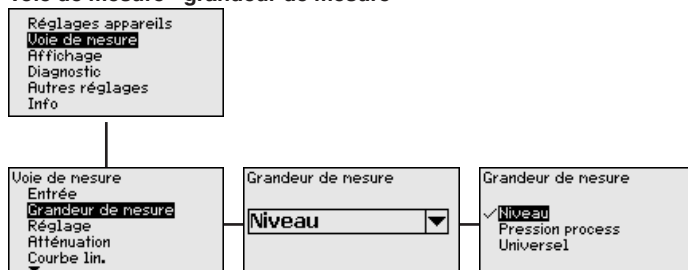 Voie de mesure - grandeur de mesure
Réglages appareils
Voie de mesure
Affichage
Diagnostic
Autres réglages
Info
Voie de mesure
Entrée
Grandeur de mesure
Réglage
Atténuation
Courbe lin.
Grandeur de mesure
Niveau
Grandeur de mesure
Niveau
Pression process
Universel